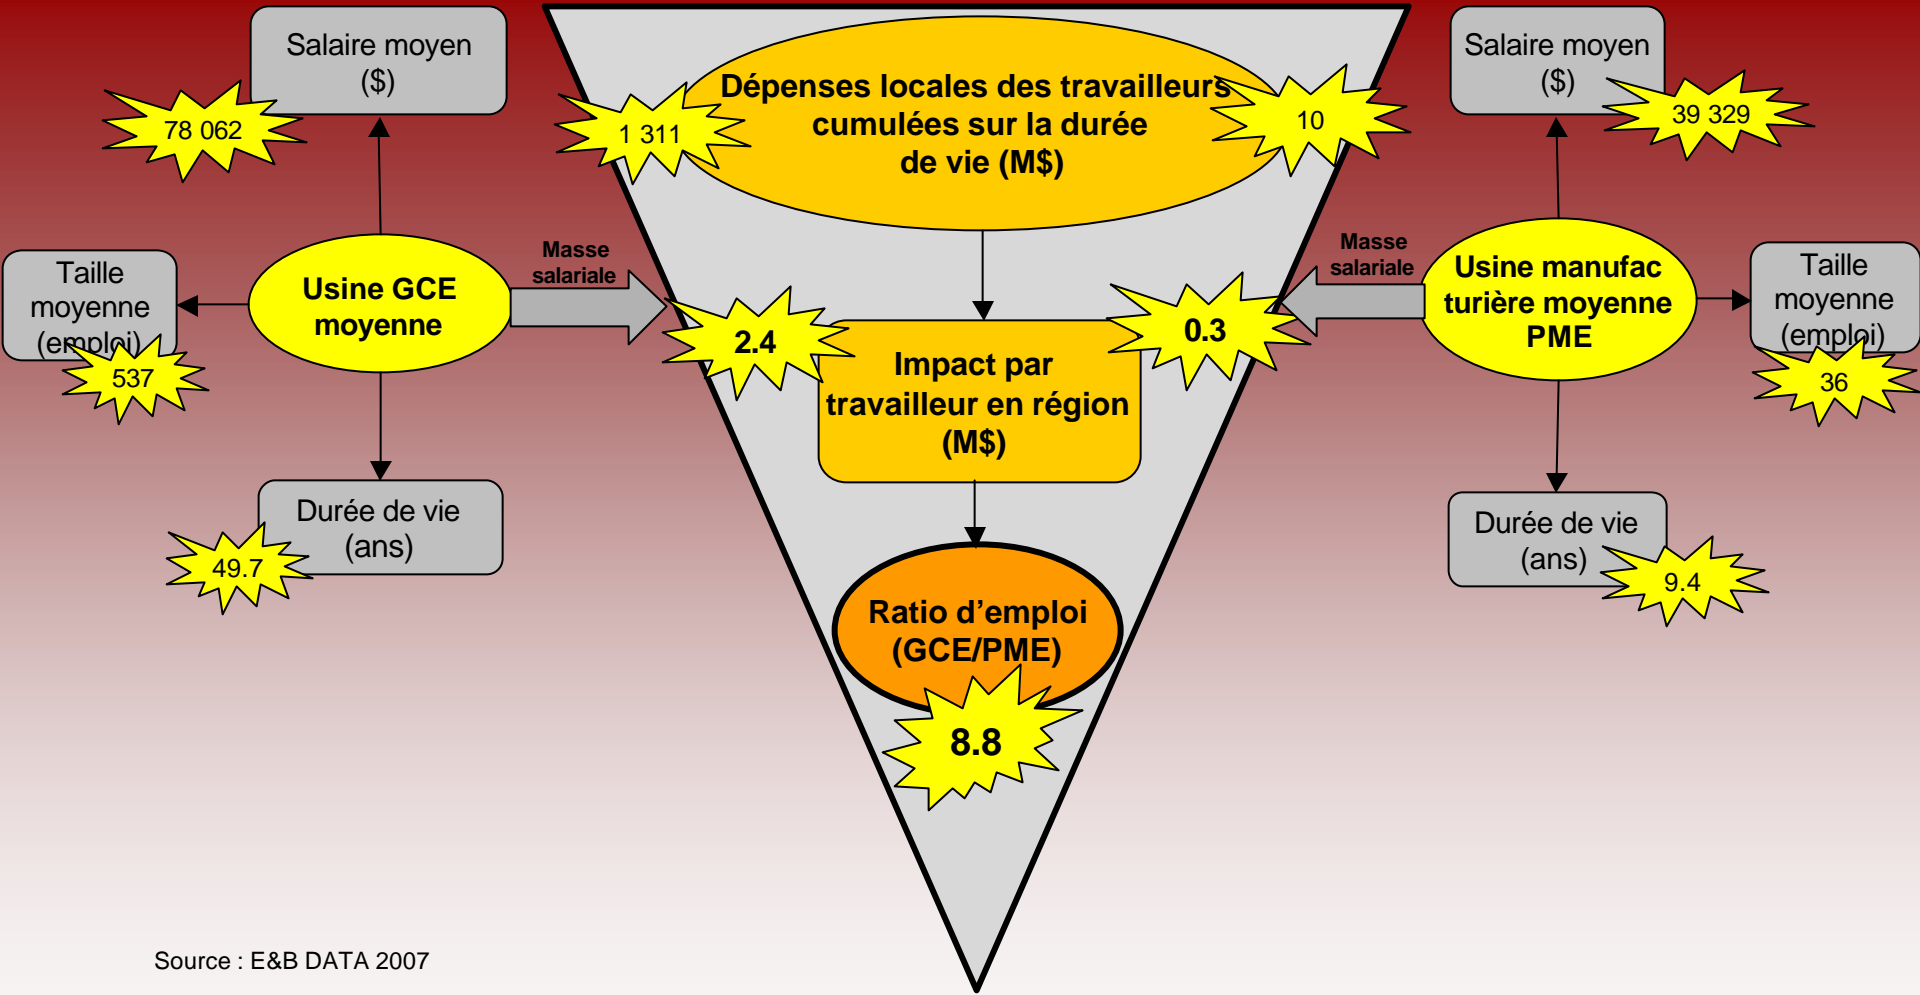 Salaire moyen
($)
78 062
Taille
moyenne
(emploi)
537
Usine GCE
moyenne
Masse
salariale
Durée de vie
(ans)
49.7
Dépenses locales des travailleurs
cumulées sur la durée
de vie (M$)
1 311
10
2.4
0.3
Impact par
travailleur en région
(M$)
Ratio d’emploi
(GCE/PME)
8.8
Salaire moyen
($)
39 329
Masse
salariale
Usine manufac
turière moyenne
PME
Taille
moyenne
(emploi)
36
Durée de vie
(ans)
9.4
Source : E&B DATA 2007